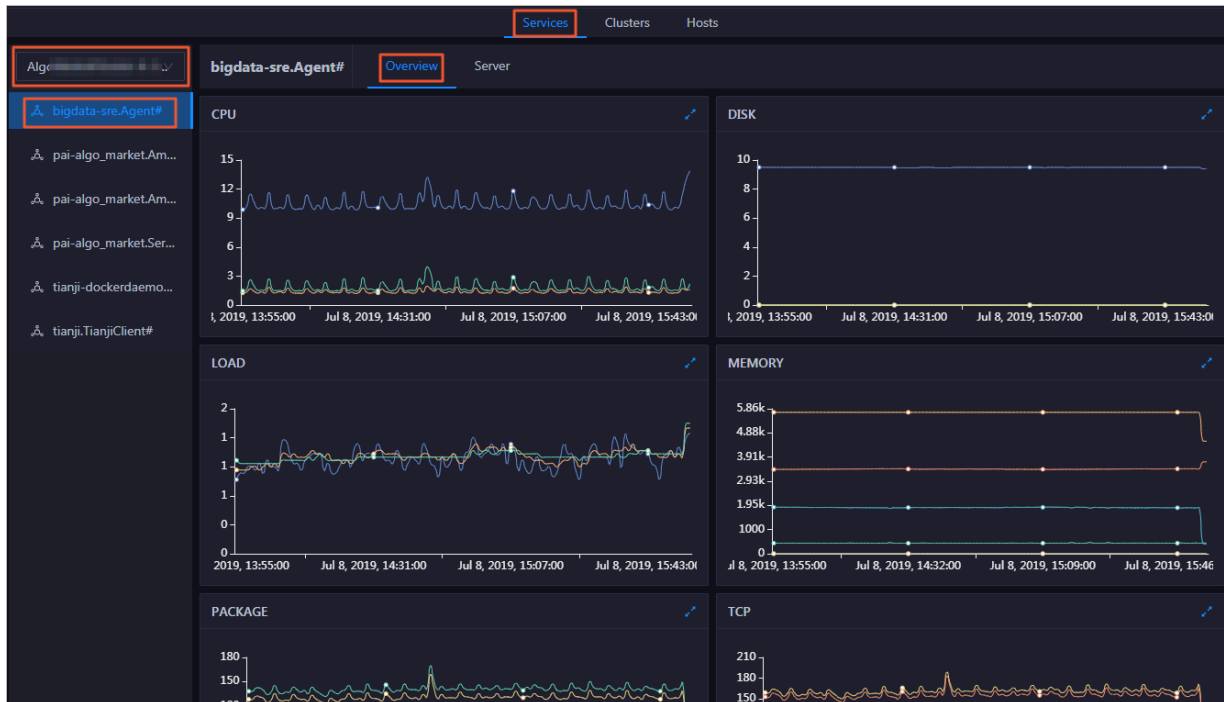 Services Clusters Hosts
bigdata-sre.Agent# Overview Server
bigdata-sre.Agent#
pai-algo_market.Am...
pai-algo_market.Am...
pai-algo_market.Ser...
tianji-dockerdaemo...
tianji.TianjiClient#
CPU
15
12
9
6
3
0
, 2019, 13:55:00 Jul 8, 2019, 14:31:00 Jul 8, 2019, 15:07:00 Jul 8, 2019, 15:43:0
DISK
10
8
6
4
2
0
, 2019, 13:55:00 Jul 8, 2019, 14:31:00 Jul 8, 2019, 15:07:00 Jul 8, 2019, 15:43:0
LOAD
2
1
1
1
0
0
2019, 13:55:00 Jul 8, 2019, 14:31:00 Jul 8, 2019, 15:07:00 Jul 8, 2019, 15:43:0
MEMORY
5.86k
4.88k
3.91k
2.93k
1.95k
1000
0
ul 8, 2019, 13:55:00 Jul 8, 2019, 14:32:00 Jul 8, 2019, 15:09:00 Jul 8, 2019, 15:46
PACKAGE
180
150
TCP
210
180
150